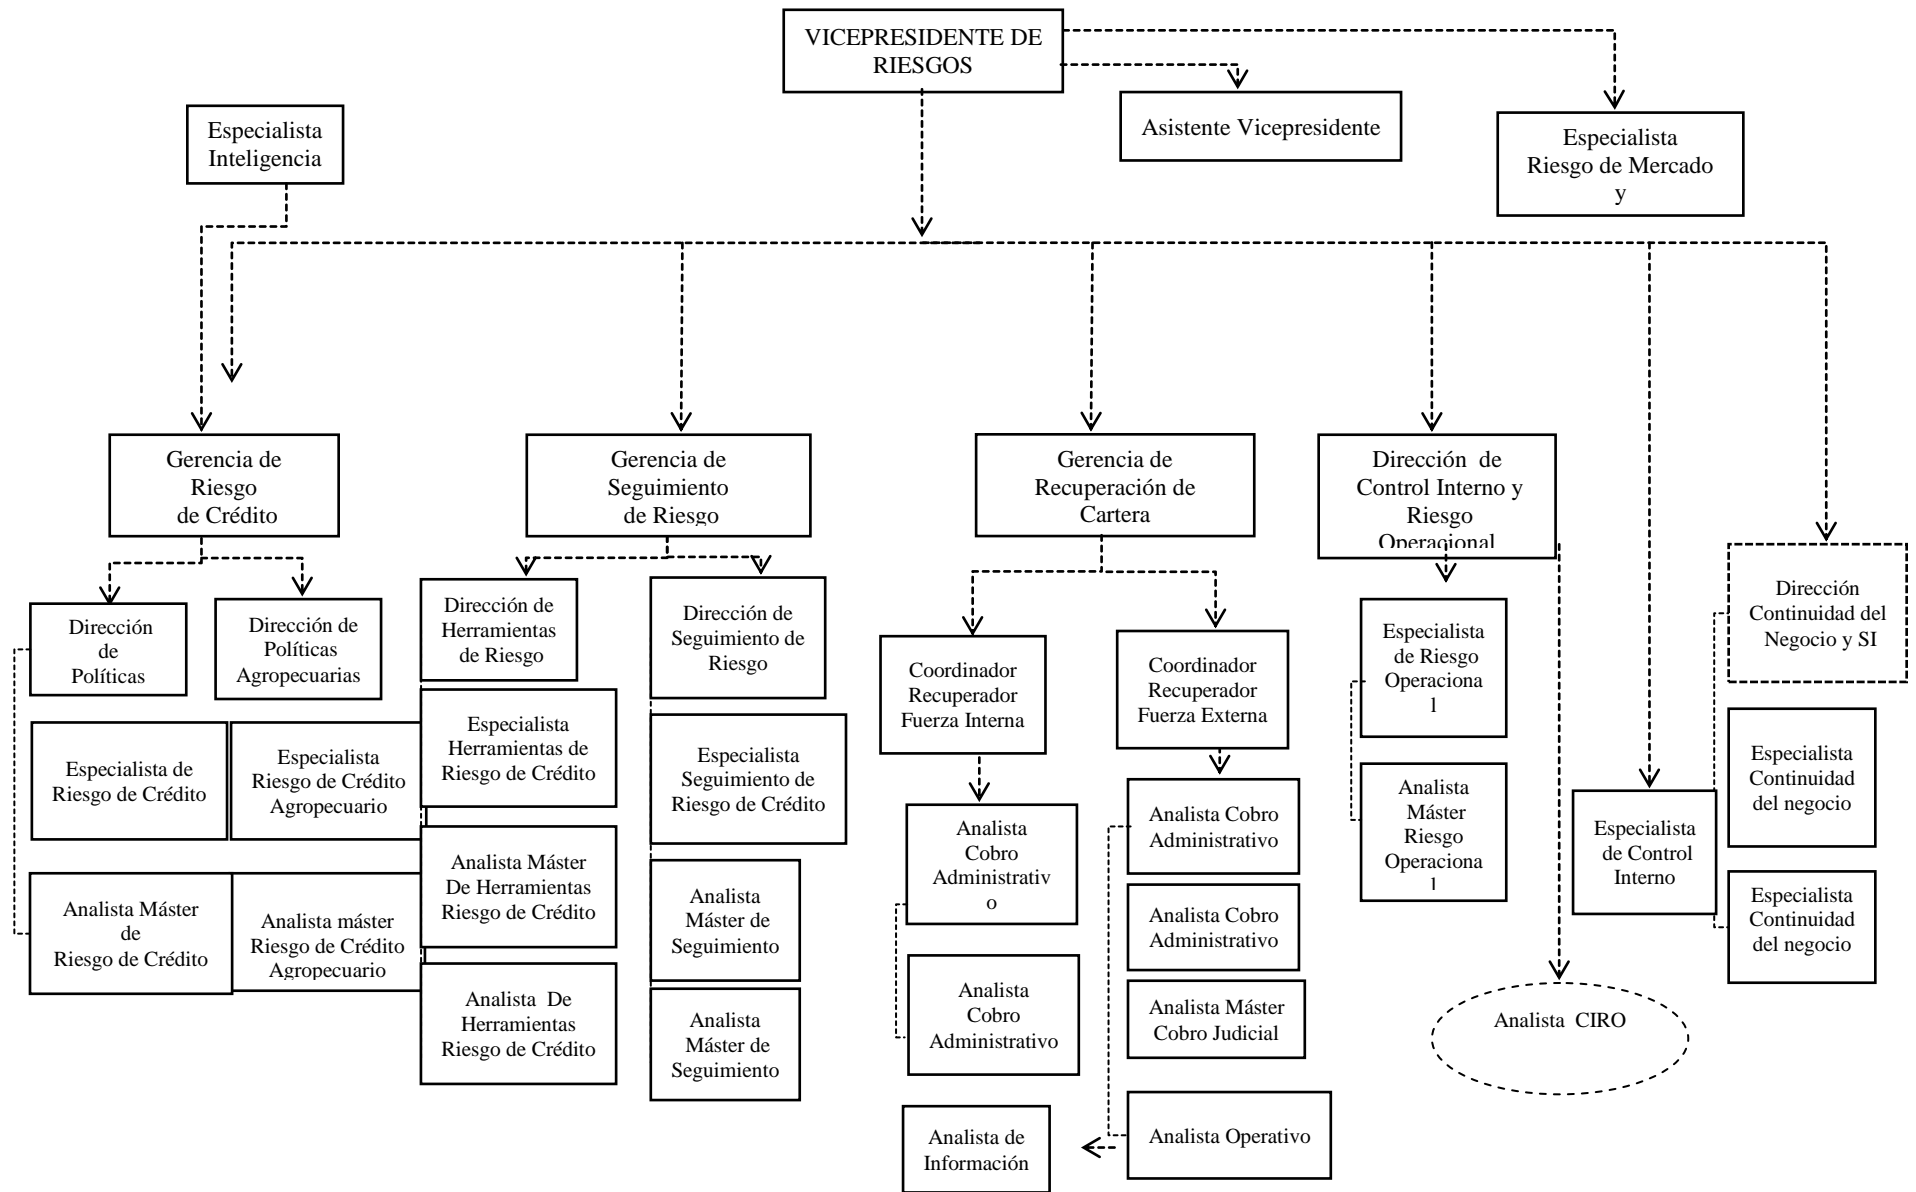 VICEPRESIDENTE DE
RIESGOS
Asistente Vicepresidente
Especialista
Riesgo de Mercado
y
Especialista
Inteligencia
Gerencia de
Riesgo
de Crédito
Gerencia de
Seguimiento
de Riesgo
Gerencia de
Recuperación de
Cartera
Dirección de
Control Interno y
Riesgo
Operacional
Dirección
Continuidad del
Negocio y SI
Dirección
de
Políticas
Dirección de
Políticas
Agropecuarias
Dirección de
Herramientas
de Riesgo
Dirección de
Seguimiento de
Riesgo
Coordinador
Recuperador
Fuerza Interna
Coordinador
Recuperador
Fuerza Externa
Especialista
de Riesgo
Operaciona
l
Especialista de
Riesgo de Crédito
Especialista
Riesgo de Crédito
Agropecuario
Especialista
Herramientas de
Riesgo de Crédito
Especialista
Seguimiento de
Riesgo de Crédito
Analista
Cobro
Administrativ
o
Analista Cobro
Administrativo
Analista
Máster
Riesgo
Operaciona
l
Especialista
de Control
Interno
Especialista
Continuidad
del negocio
Analista Máster
de
Riesgo de Crédito
Analista máster
Riesgo de Crédito
Agropecuario
Analista Máster
De Herramientas
Riesgo de Crédito
Analista
Máster de
Seguimiento
Analista Cobro
Administrativo
Especialista
Continuidad
del negocio
Analista De
Herramientas
Riesgo de Crédito
Analista
Máster de
Seguimiento
Analista
Cobro
Administrativo
Analista Máster
Cobro Judicial
Analista CIRO
Analista de
Información
Analista Operativo